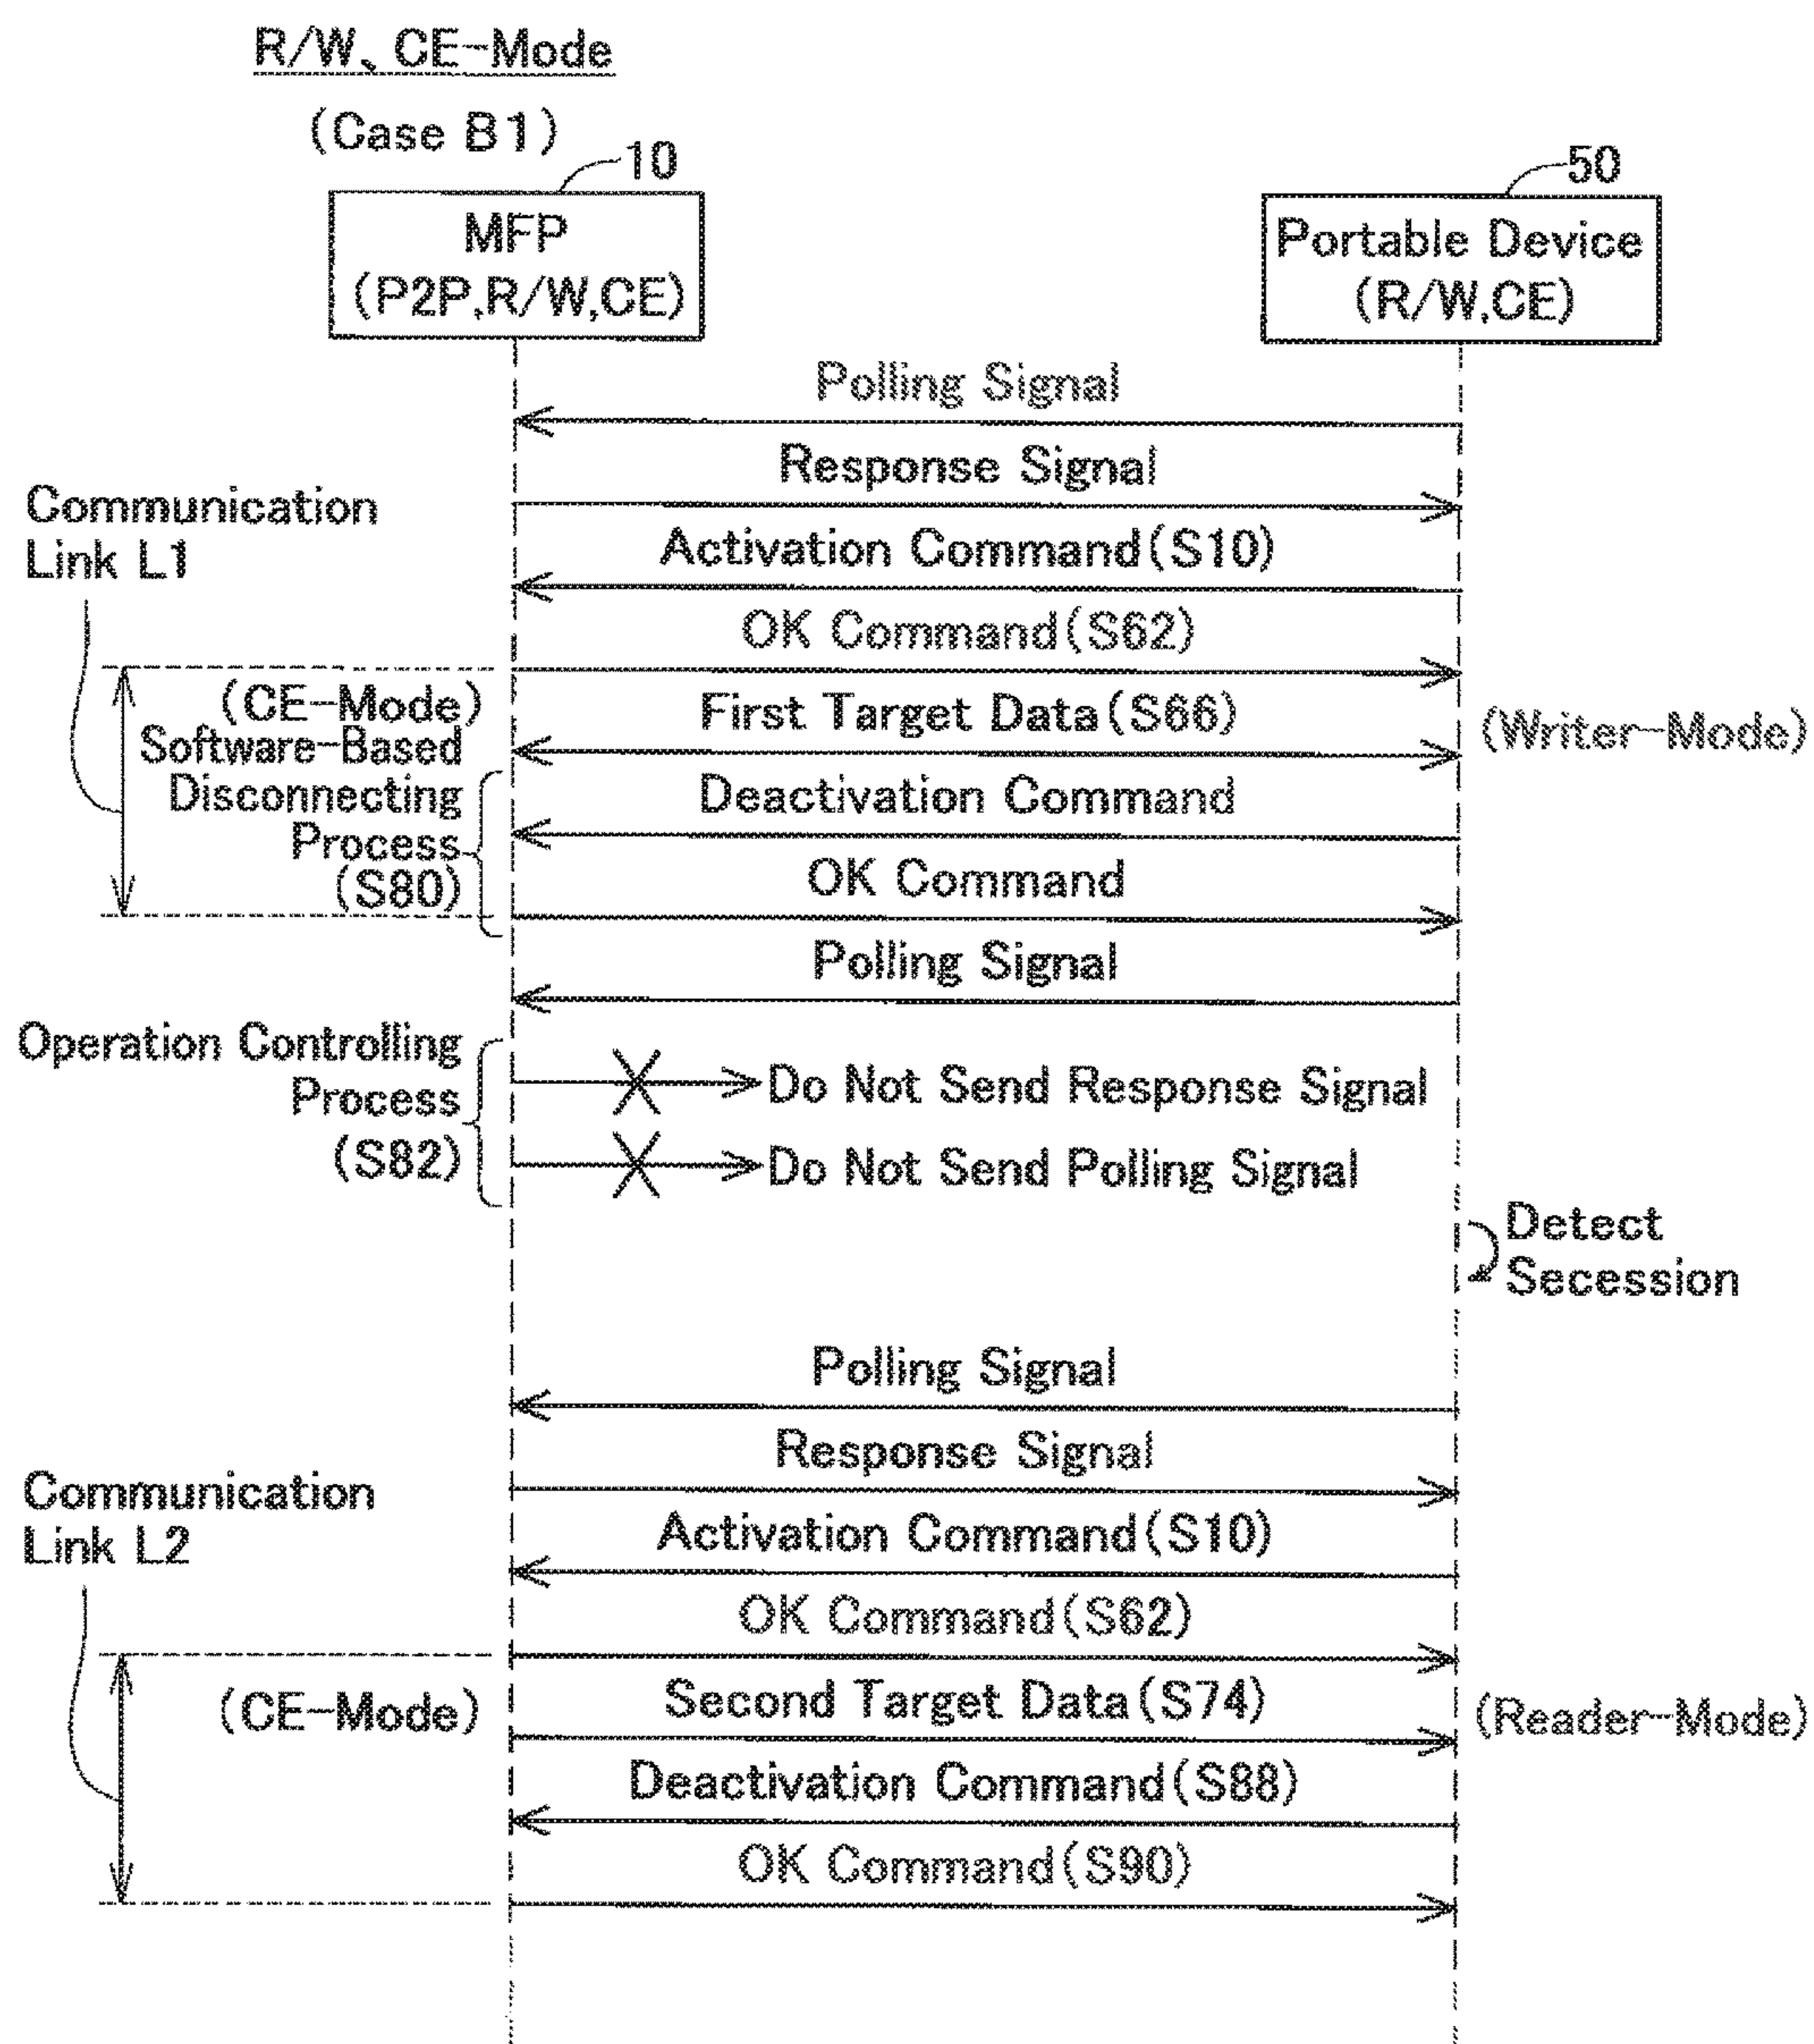 R/W、CE-Mode
(Case B1)
10
MFP
(P2P,R/W,CE)
50
Portable Device
(R/W,CE)
Polling Signal
Response Signal
Communication
Link L1
Activation Command(S10)
OK Command(S62)
(CE-Mode)
First Target Data(S66)
(Writer-Mode)
Software-Based
Disconnecting
Process
(S80)
Deactivation Command
OK Command
Polling Signal
Operation Controlling
Process
(S82)
Do Not Send Response Signal
Do Not Send Polling Signal
Detect
Secession
Polling Signal
Response Signal
Communication
Link L2
Activation Command(S10)
OK Command(S62)
(CE-Mode)
Second Target Data(S74)
(Reader-Mode)
Deactivation Command(S88)
OK Command(S90)